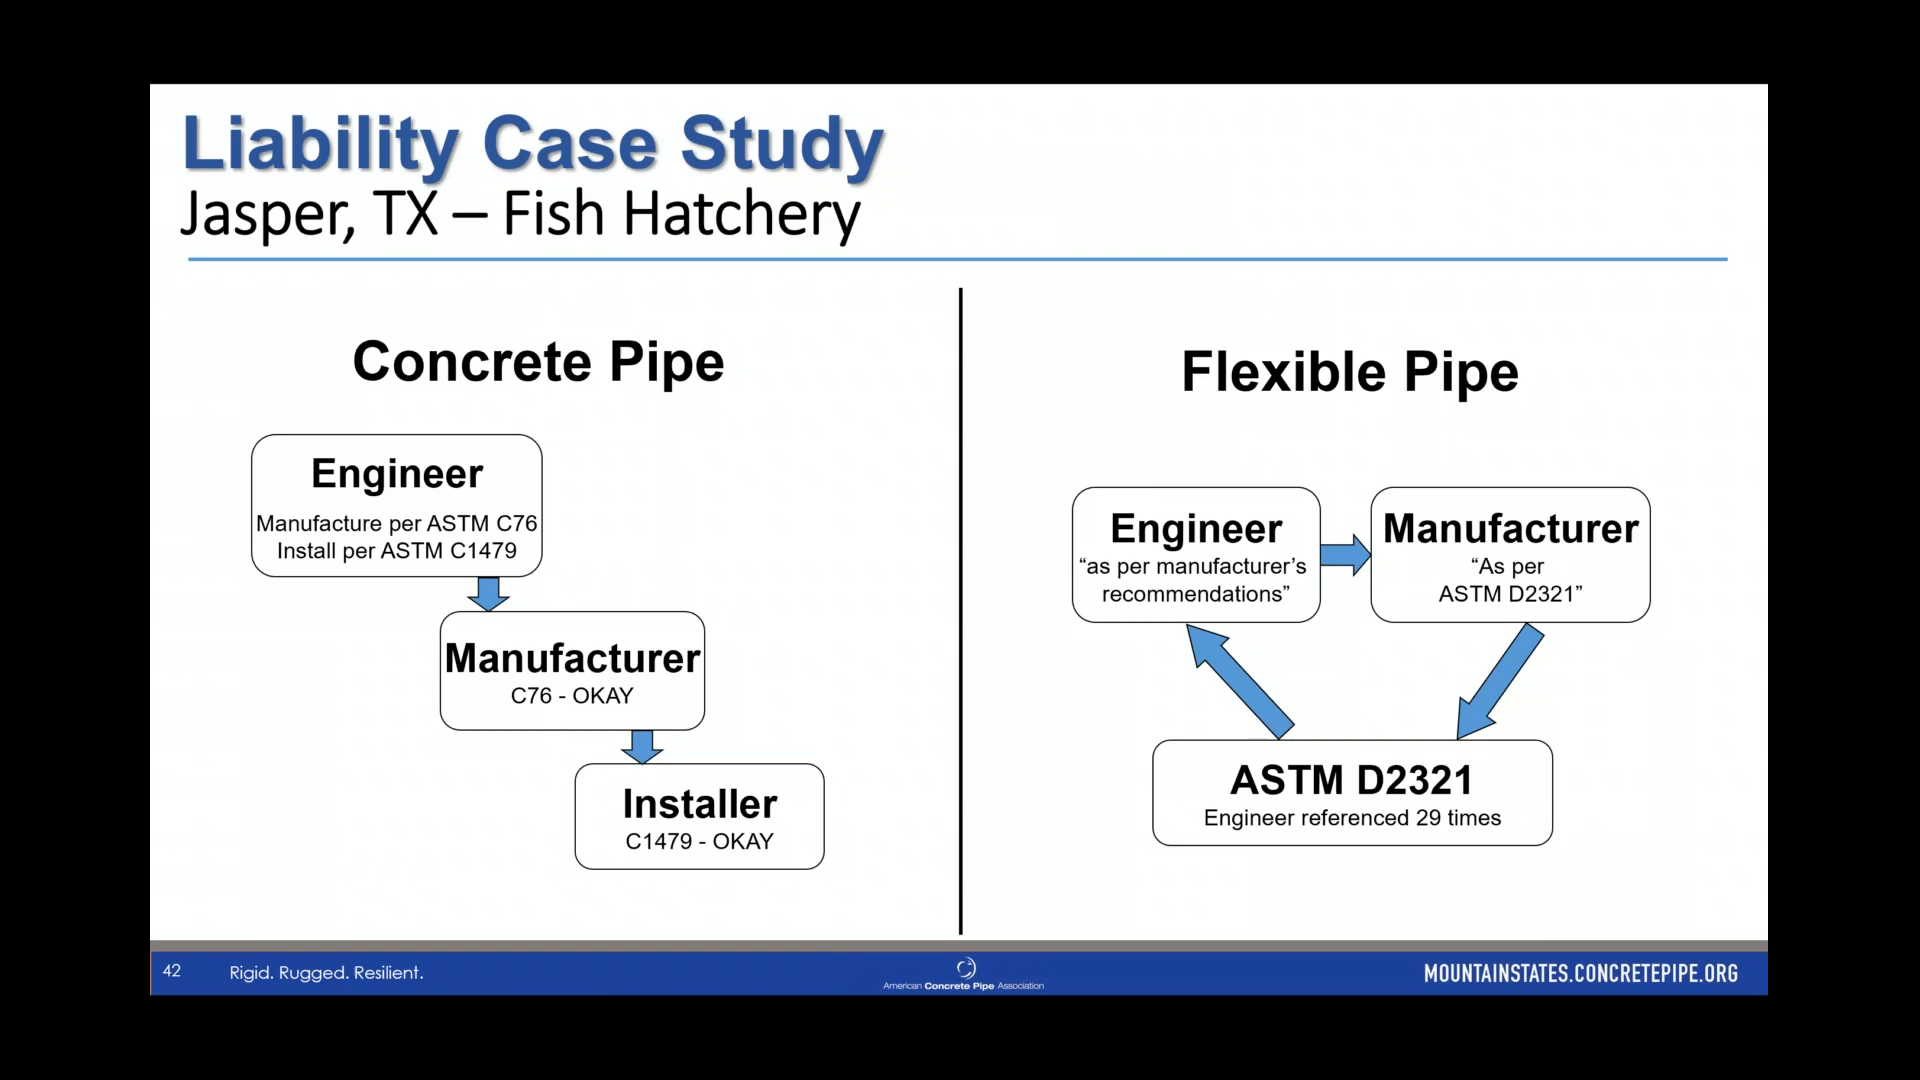 Liability Case Study
Jasper, TX – Fish Hatchery
Concrete Pipe
Engineer
Manufacture per ASTM C76
Install per ASTM C1479
Manufacturer
C76 - OKAY
Installer
C1479 - OKAY
Flexible Pipe
Engineer
“as per manufacturer’s
recommendations”
Manufacturer
“As per
ASTM D2321”
ASTM D2321
Engineer referenced 29 times
42
Rigid. Rugged. Resilient.
American Concrete Pipe Association
MOUNTAINSTATES.CONCRETEPIPE.ORG